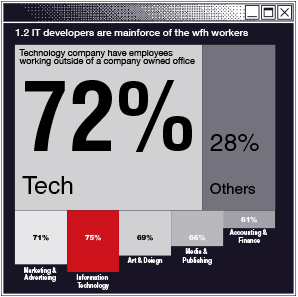 1.2 IT developers are mainforce of the wfh workers
Technology company have employees
working outside of a company owned office
72%
Tech
28%
Others
71%
75%
69%
66%
61%
Marketing &
Advertising
Information
Technology
Art & Deisgn
Media &
Publishing
Accounting &
Finance